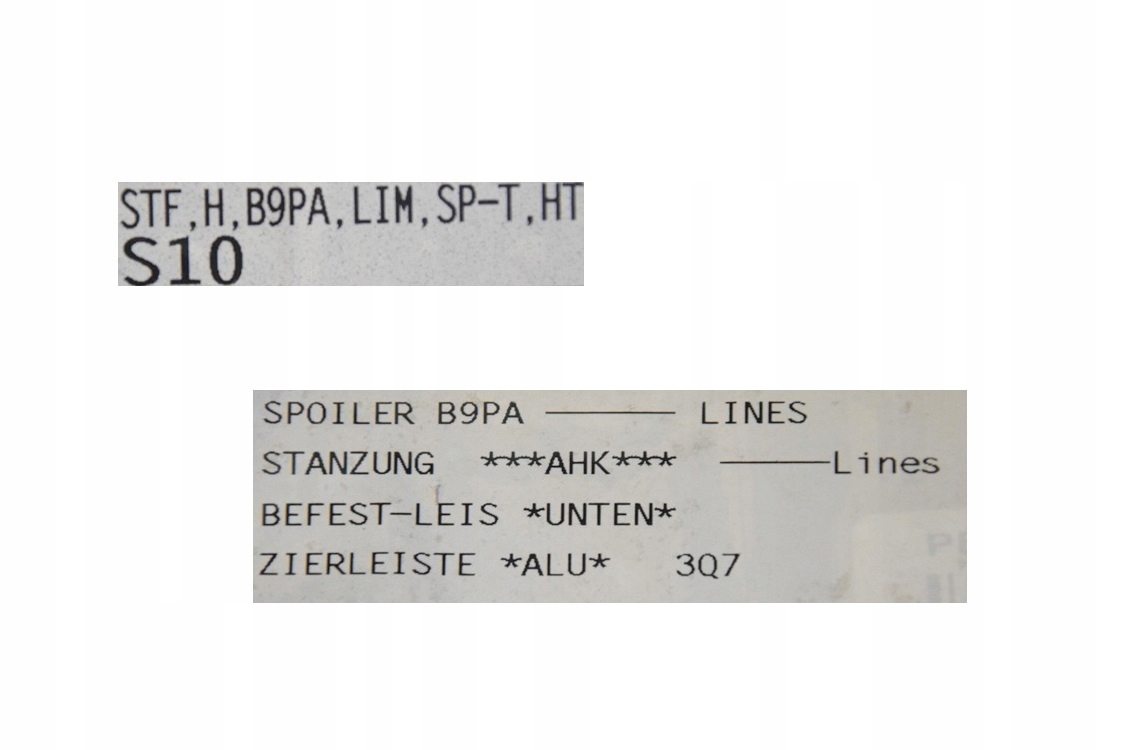 STF,H,B9PA,LIM,SP-T,HT
S10
SPOILER B9PA ———— LINES
STANZUNG ***AHK*** ————Lines
BEFEST-LEIS *UNTEN*
ZIERLEISTE *ALU* 3Q7